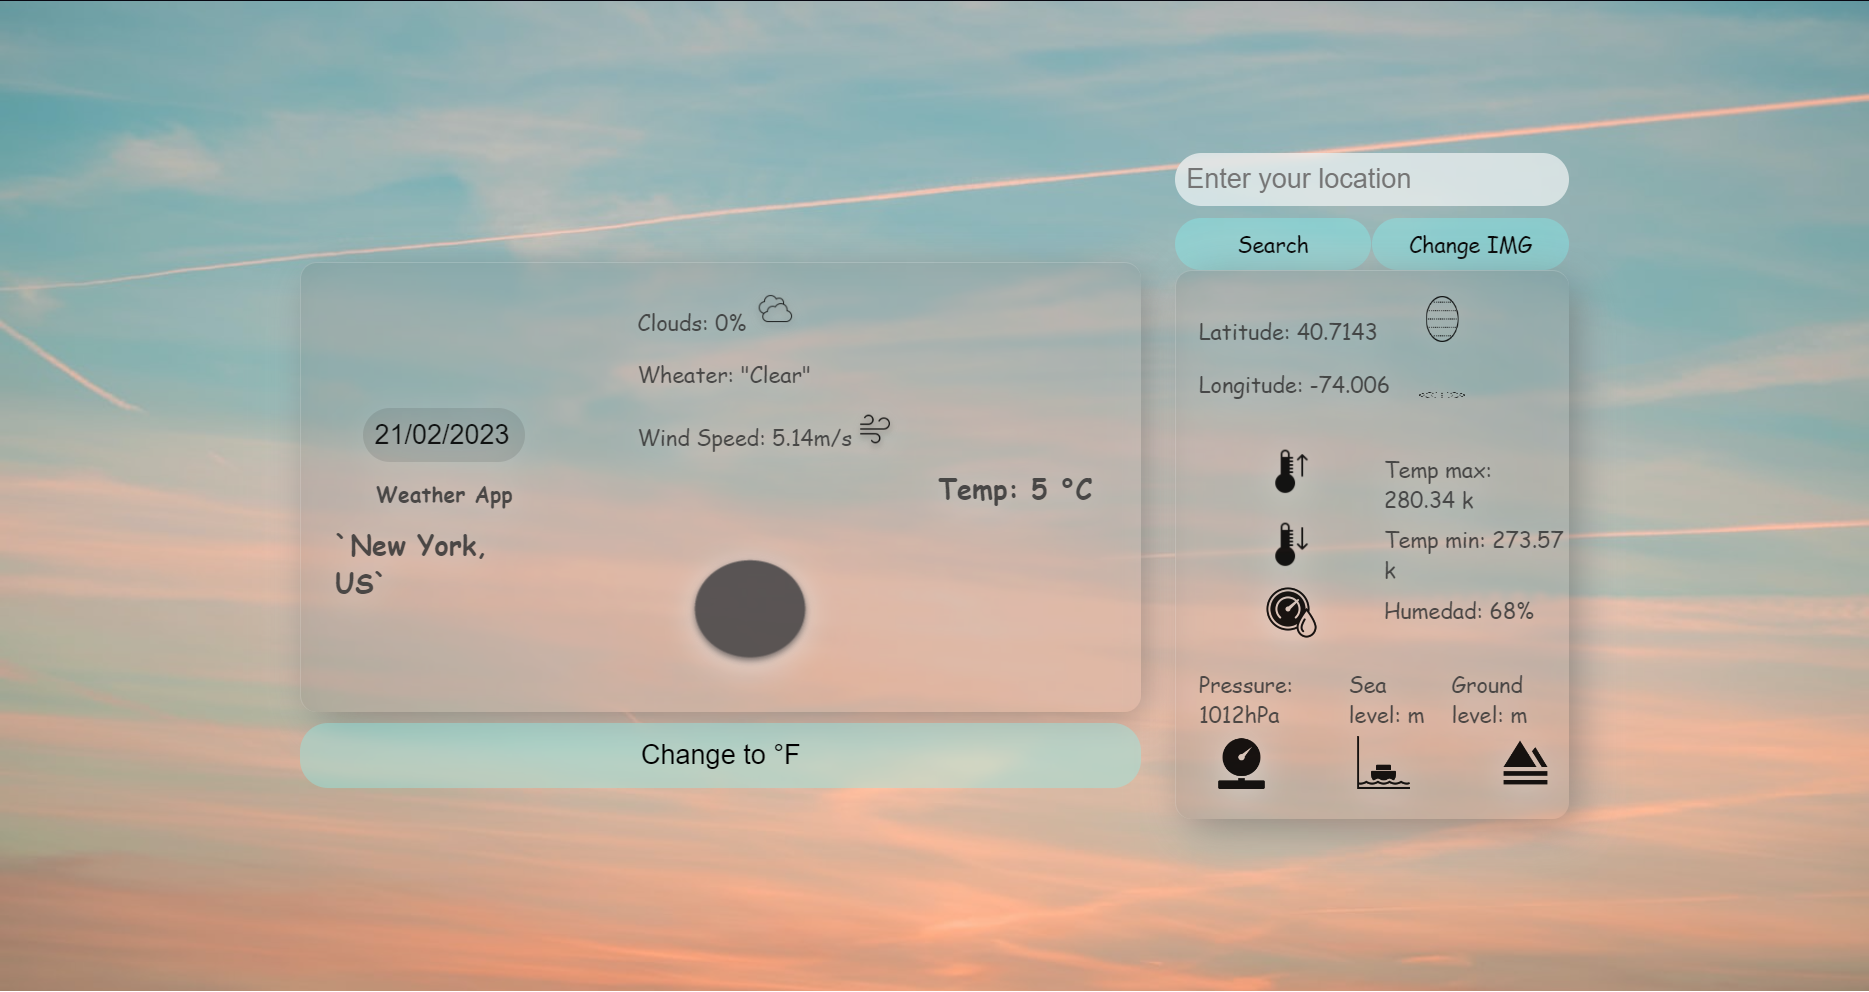 Enter your location
Search
Change IMG
Clouds: 0%
Wheater: "Clear"
Wind Speed: 5.14m/s
21/02/2023
Weather App
`New York,
US`
Temp: 5 °C
Change to °F
Latitude: 40.7143
Longitude: -74.006
Temp max:
280.34 k
Temp min: 273.57
k
Humedad: 68%
Pressure:
1012hPa
Sea
level: m
Ground
level: m